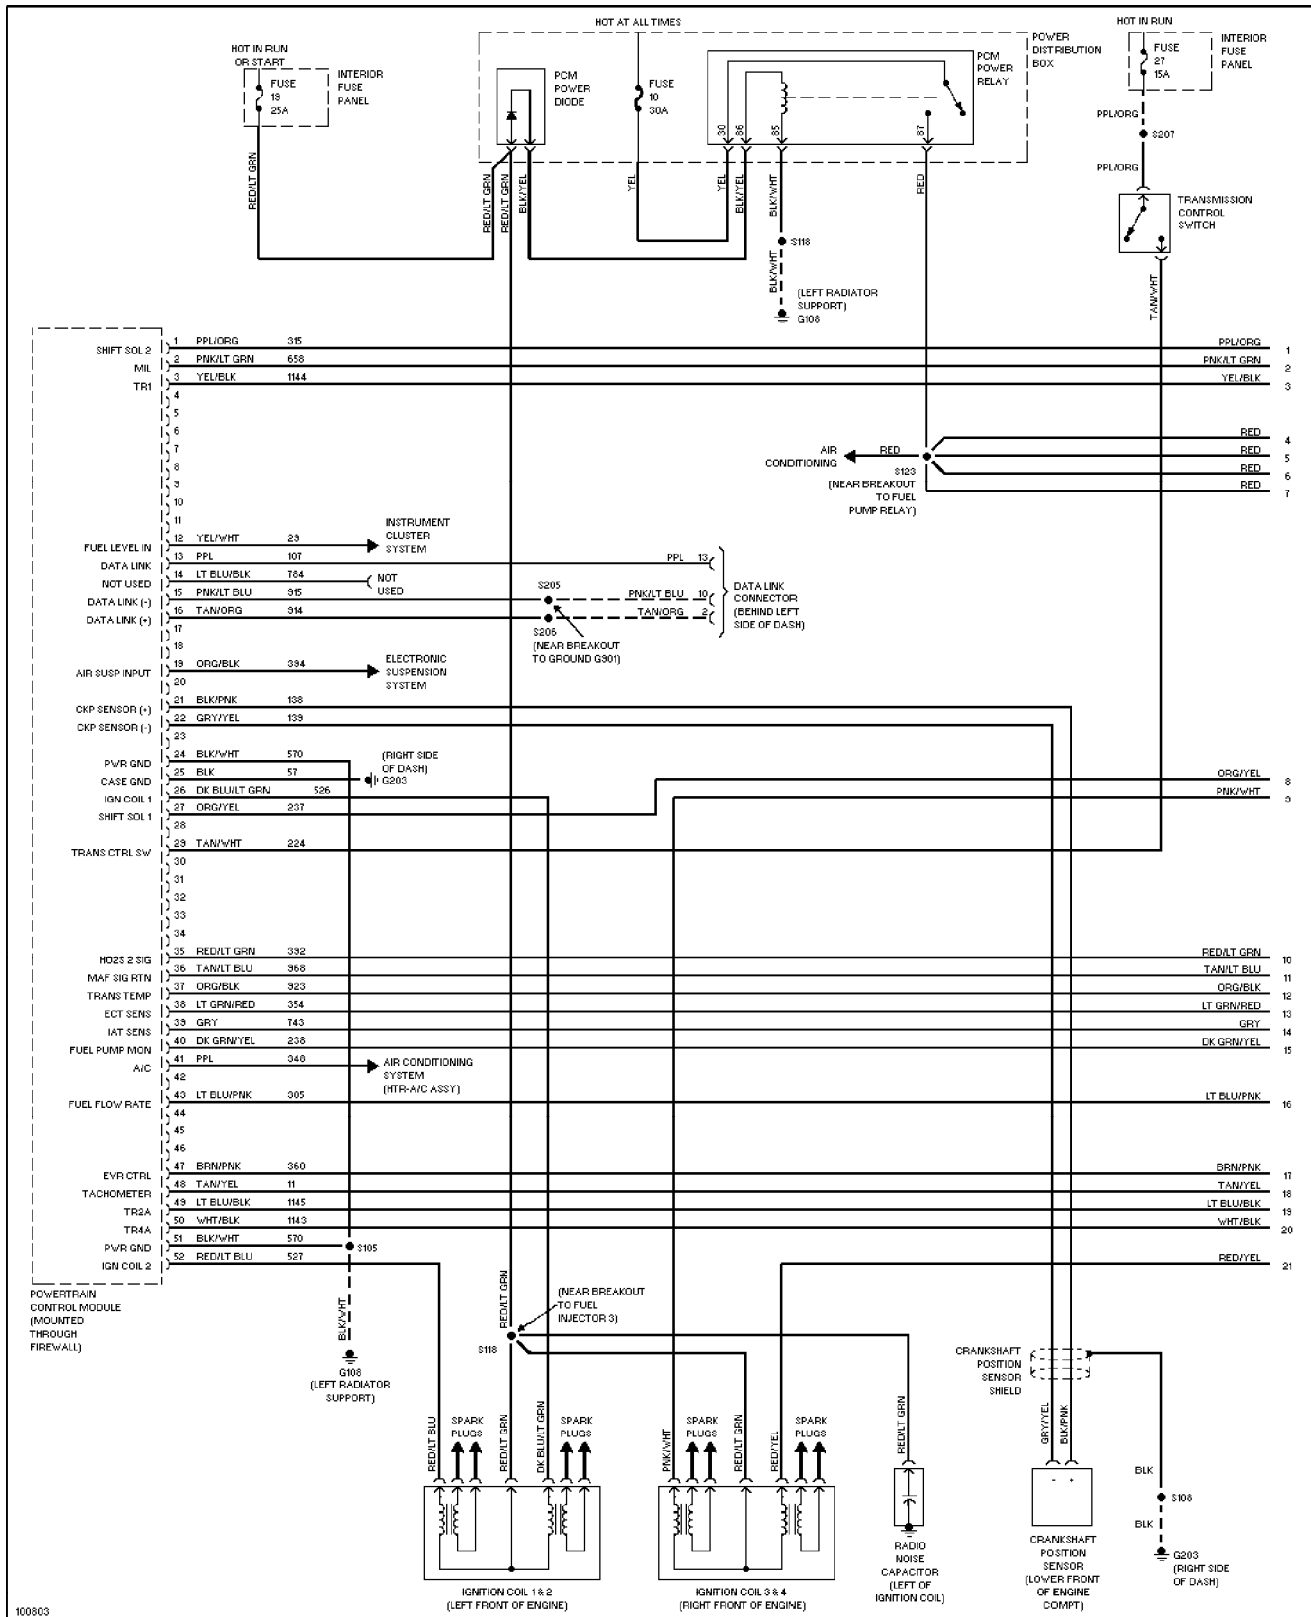 HOT AT ALL TIMES
HOT IN RUN
HOT IN RUN
OR START
FUSE
19
25A
INTERIOR
FUSE
PANEL
PCM
POWER
DIODE
FUSE
10
30A
PCM
POWER
RELAY
POWER
DISTRIBUTION
BOX
FUSE
27
15A
INTERIOR
FUSE
PANEL
30
86
85
87
PPL/ORG
S207
PPL/ORG
TRANSMISSION
CONTROL
SWITCH
RED/LT GRN
RED/LT GRN
RED/LT GRN
BLK/YEL
YEL
YEL
BLK/YEL
BLK/WHT
RED
S118
BLK/WHT
(LEFT RADIATOR
SUPPORT)
G108
TAN/WHT
SHIFT SOL 2 1 PPL/ORG 315 PPL/ORG 1
MIL 2 PNK/LT GRN 658 PNK/LT GRN 2
TR1 3 YEL/BLK 1144 YEL/BLK 3
4
5
6
7
8
9
10
11
RED 4
RED 5
RED 6
RED 7
AIR
CONDITIONING
RED
S123
(NEAR BREAKOUT
TO FUEL
PUMP RELAY)
FUEL LEVEL IN 12 YEL/WHT 29
INSTRUMENT
CLUSTER
SYSTEM
DATA LINK 13 PPL 107 PPL 13
NOT USED 14 LT BLU/BLK 784 NOT
USED
DATA LINK (-) 15 PNK/LT BLU 915 S205 PNK/LT BLU 10
DATA LINK (+) 16 TAN/ORG 914 S206 TAN/ORG 2
(NEAR BREAKOUT
TO GROUND G901)
DATA LINK
CONNECTOR
(BEHIND LEFT
SIDE OF DASH)
17
18
AIR SUSP INPUT 19 ORG/BLK 394
ELECTRONIC
SUSPENSION
SYSTEM
20
CKP SENSOR (+) 21 BLK/PNK 138
CKP SENSOR (-) 22 GRY/YEL 139
23
PWR GND 24 BLK/WHT 570
CASE GND 25 BLK 57
(RIGHT SIDE
OF DASH)
G203
IGN COIL 1 26 DK BLU/LT GRN 526
SHIFT SOL 1 27 ORG/YEL 237
ORG/YEL 8
PNK/WHT 9
28
TRANS CTRL SW 29 TAN/WHT 224
30
31
32
33
34
HO2S 2 SIG 35 RED/LT GRN 392 RED/LT GRN 10
MAF SIG RTN 36 TAN/LT BLU 968 TAN/LT BLU 11
TRANS TEMP 37 ORG/BLK 923 ORG/BLK 12
ECT SENS 38 LT GRN/RED 354 LT GRN/RED 13
IAT SENS 39 GRY 743 GRY 14
FUEL PUMP MON 40 DK GRN/YEL 238 DK GRN/YEL 15
A/C 41 PPL 348
AIR CONDITIONING
SYSTEM
(HTR-A/C ASSY)
42
FUEL FLOW RATE 43 LT BLU/PNK 305 LT BLU/PNK 16
44
45
46
EVR CTRL 47 BRN/PNK 360 BRN/PNK 17
TACHOMETER 48 TAN/YEL 11 TAN/YEL 18
TR2A 49 LT BLU/BLK 1145 LT BLU/BLK 19
TR4A 50 WHT/BLK 1143 WHT/BLK 20
PWR GND 51 BLK/WHT 570 S105
IGN COIL 2 52 RED/LT BLU 527 RED/YEL 21
POWERTRAIN
CONTROL MODULE
(MOUNTED
THROUGH
FIREWALL)
BLK/WHT
G108
(LEFT RADIATOR
SUPPORT)
RED/LT GRN
(NEAR BREAKOUT
TO FUEL
INJECTOR 3)
S118
CRANKSHAFT
POSITION
SENSOR
SHIELD
RED/LT BLU
SPARK
PLUGS
RED/LT GRN
DK BLU/LT GRN
SPARK
PLUGS
PNK/WHT
SPARK
PLUGS
RED/LT GRN
RED/YEL
SPARK
PLUGS
RED/LT GRN
GRY/YEL
BLK/PNK
- +
BLK
S108
BLK
G203
(RIGHT SIDE
OF DASH)
IGNITION COIL 1 & 2
(LEFT FRONT OF ENGINE)
IGNITION COIL 3 & 4
(RIGHT FRONT OF ENGINE)
RADIO
NOISE
CAPACITOR
(LEFT OF
IGNITION COIL)
CRANKSHAFT
POSITION
SENSOR
(LOWER FRONT
OF ENGINE
COMPT)
100803